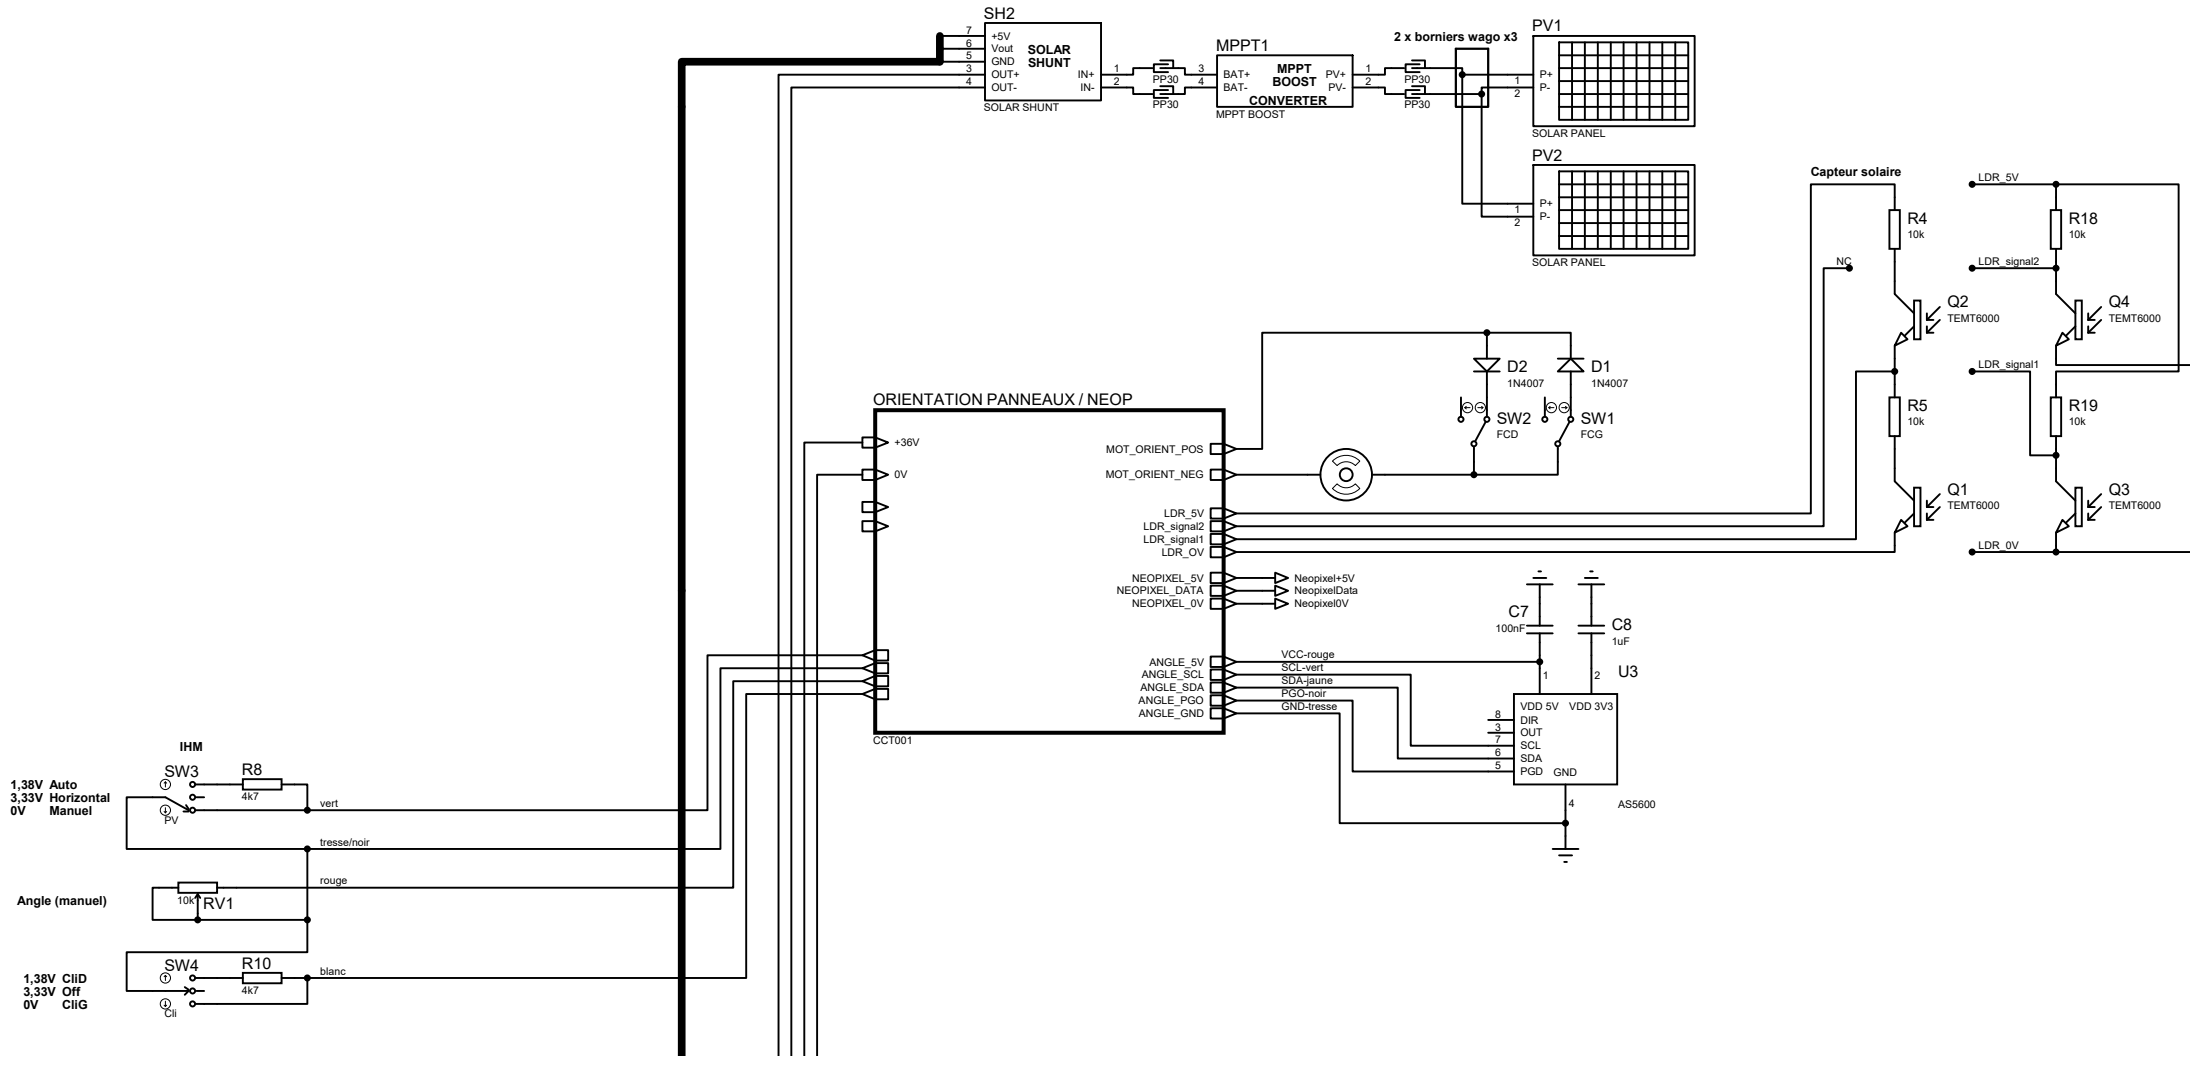 SH2
7 +5V
6 Vout
5 GND
3 OUT+
4 OUT-
SOLAR
SHUNT
IN+ 1
IN- 2
SOLAR SHUNT
PP30
PP30
MPPT1
3 BAT+
4 BAT-
MPPT
BOOST
CONVERTER
PV+ 1
PV- 2
MPPT BOOST
PP30
PP30
2 x borniers wago x3
PV1
1 P+
2 P-
SOLAR PANEL
PV2
1 P+
2 P-
SOLAR PANEL
Capteur solaire
R4
10k
NC
Q2
TEMT6000
R5
10k
Q1
TEMT6000
LDR_5V
R18
10k
LDR_signal2
Q4
TEMT6000
LDR_signal1
R19
10k
Q3
TEMT6000
LDR_0V
D2
1N4007
D1
1N4007
SW2
FCD
SW1
FCG
ORIENTATION PANNEAUX / NEOP
+36V
0V
MOT_ORIENT_POS
MOT_ORIENT_NEG
LDR_5V
LDR_signal2
LDR_signal1
LDR_OV
NEOPIXEL_5V
NEOPIXEL_DATA
NEOPIXEL_0V
Neopixel+5V
NeopixelData
Neopixel0V
ANGLE_5V
ANGLE_SCL
ANGLE_SDA
ANGLE_PGO
ANGLE_GND
CCT001
VCC-rouge
SCL-vert
SDA-jaune
PGO-noir
GND-tresse
C7
100nF
C8
1uF
U3
1
2
VDD 5V VDD 3V3
8 DIR
3 OUT
7 SCL
6 SDA
5 PGD
GND
4
AS5600
IHM
SW3
PV
R8
4k7
1,38V Auto
3,33V Horizontal
0V Manuel
vert
tresse/noir
rouge
Angle (manuel)
10k
RV1
SW4
Cli
R10
4k7
blanc
1,38V CliD
3,33V Off
0V CliG